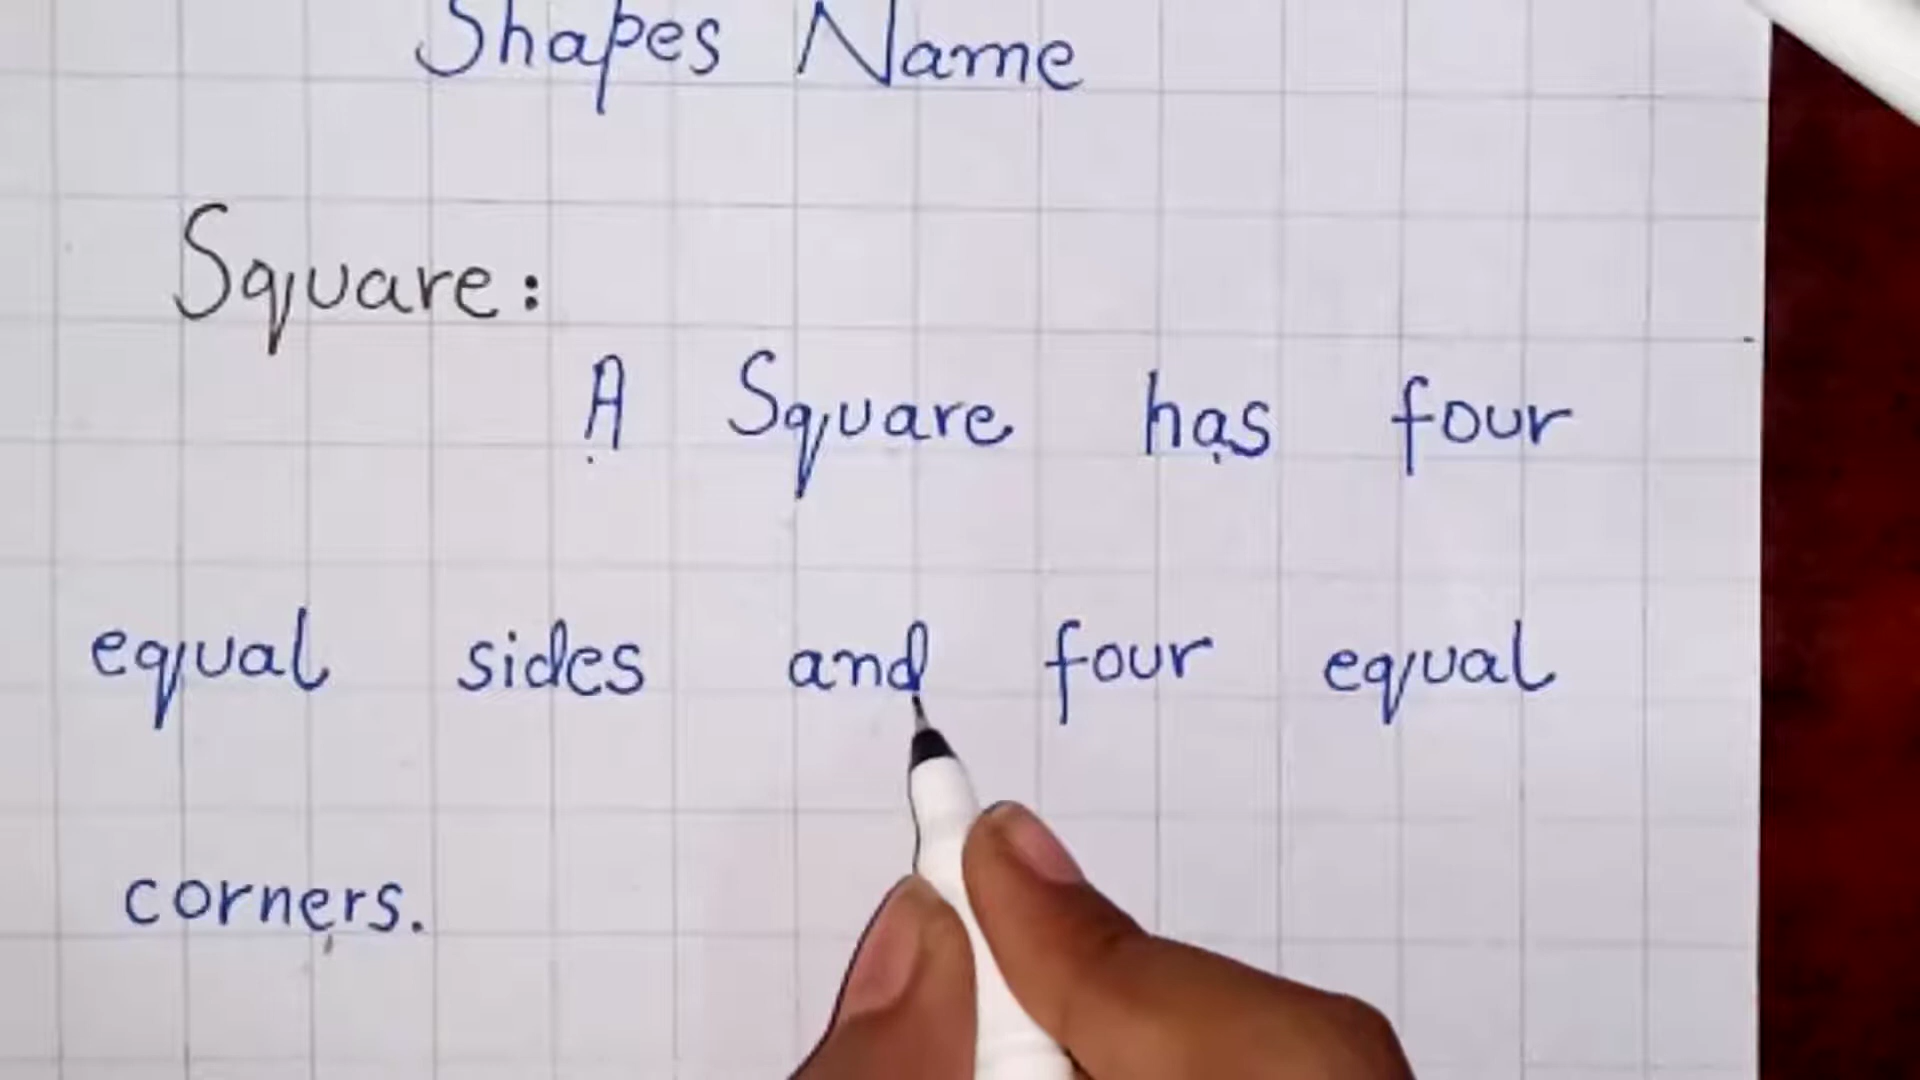 Shapes Name
Square:
A Square has four
equal sides and four equal
corners.